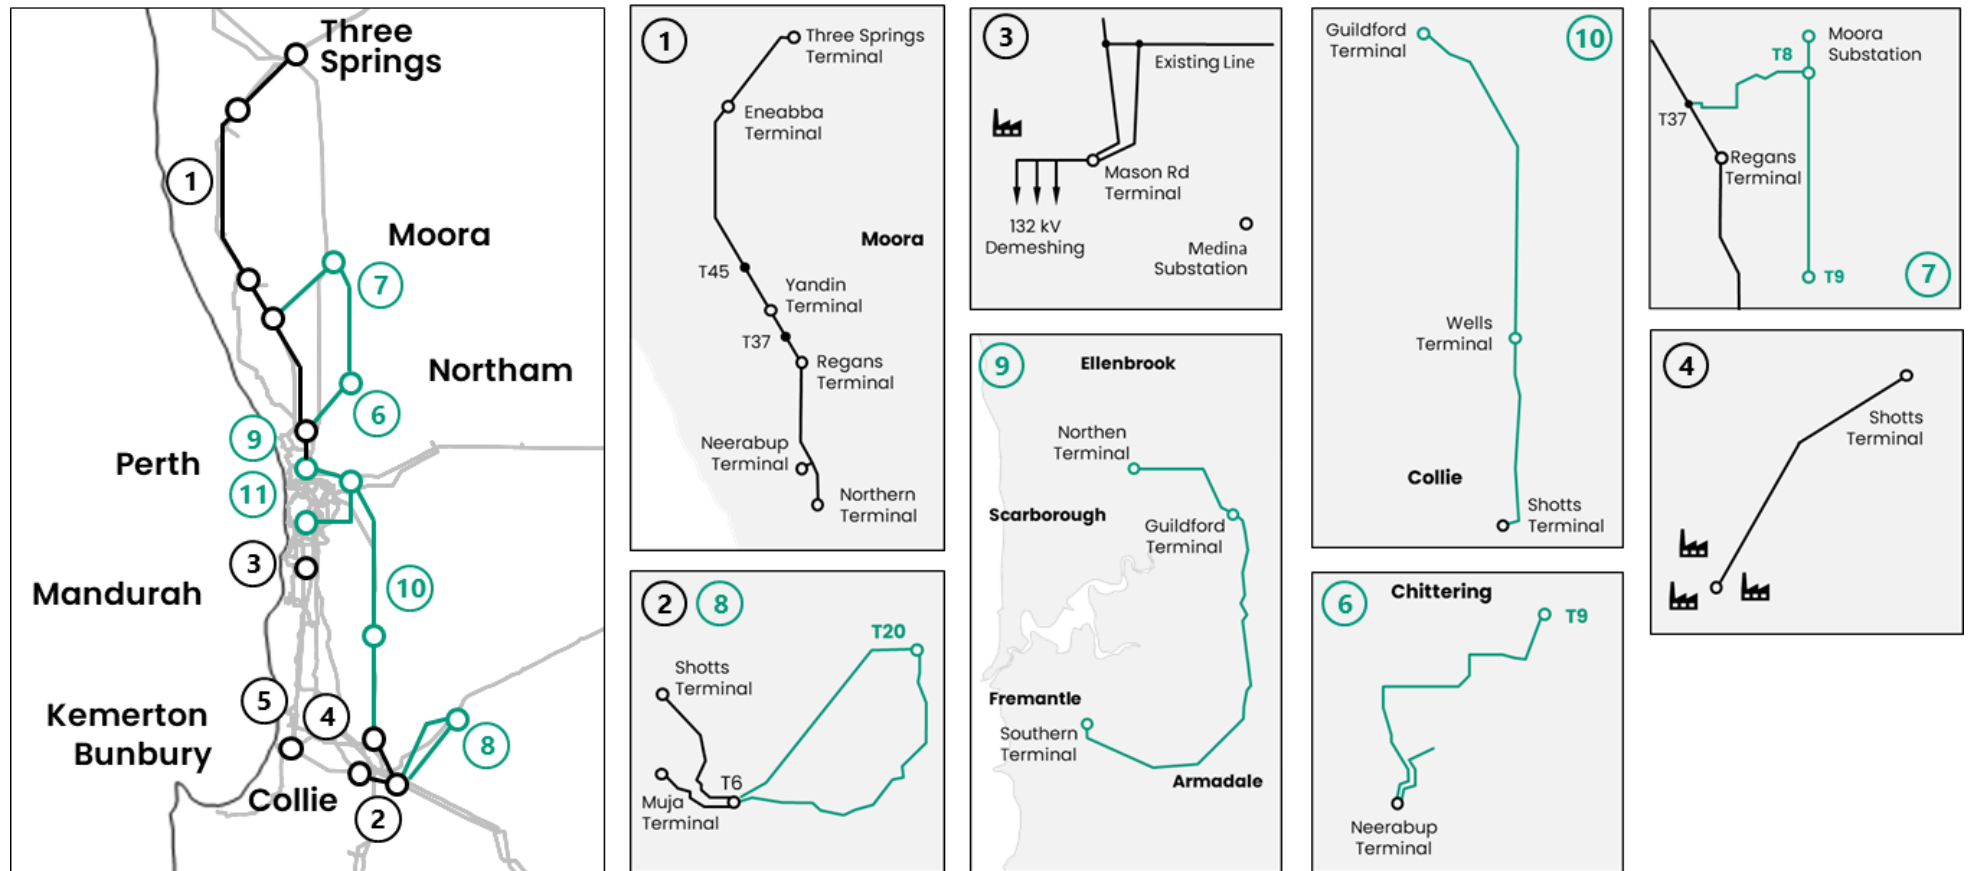 Three
Springs
1
Moora
7
Northam
6
9
Perth
11
3
10
Mandurah
5
4
Kemerton
Bunbury
8
Collie
2
1
Three Springs
Terminal
Eneabba
Terminal
Moora
T45
Yandin
Terminal
T37
Regans
Terminal
Neerabup
Terminal
Northern
Terminal
2
8
T20
Shotts
Terminal
T6
Muja
Terminal
3
Existing Line
Mason Rd
Terminal
132 kV
Demeshing
Medina
Substation
9
Ellenbrook
Northen
Terminal
Scarborough
Guildford
Terminal
Fremantle
Southern
Terminal
Armadale
Guildford
Terminal
10
Wells
Terminal
Collie
Shotts
Terminal
6
Chittering
T9
Neerabup
Terminal
Moora
Substation
T8
T37
Regans
Terminal
T9
7
4
Shotts
Terminal